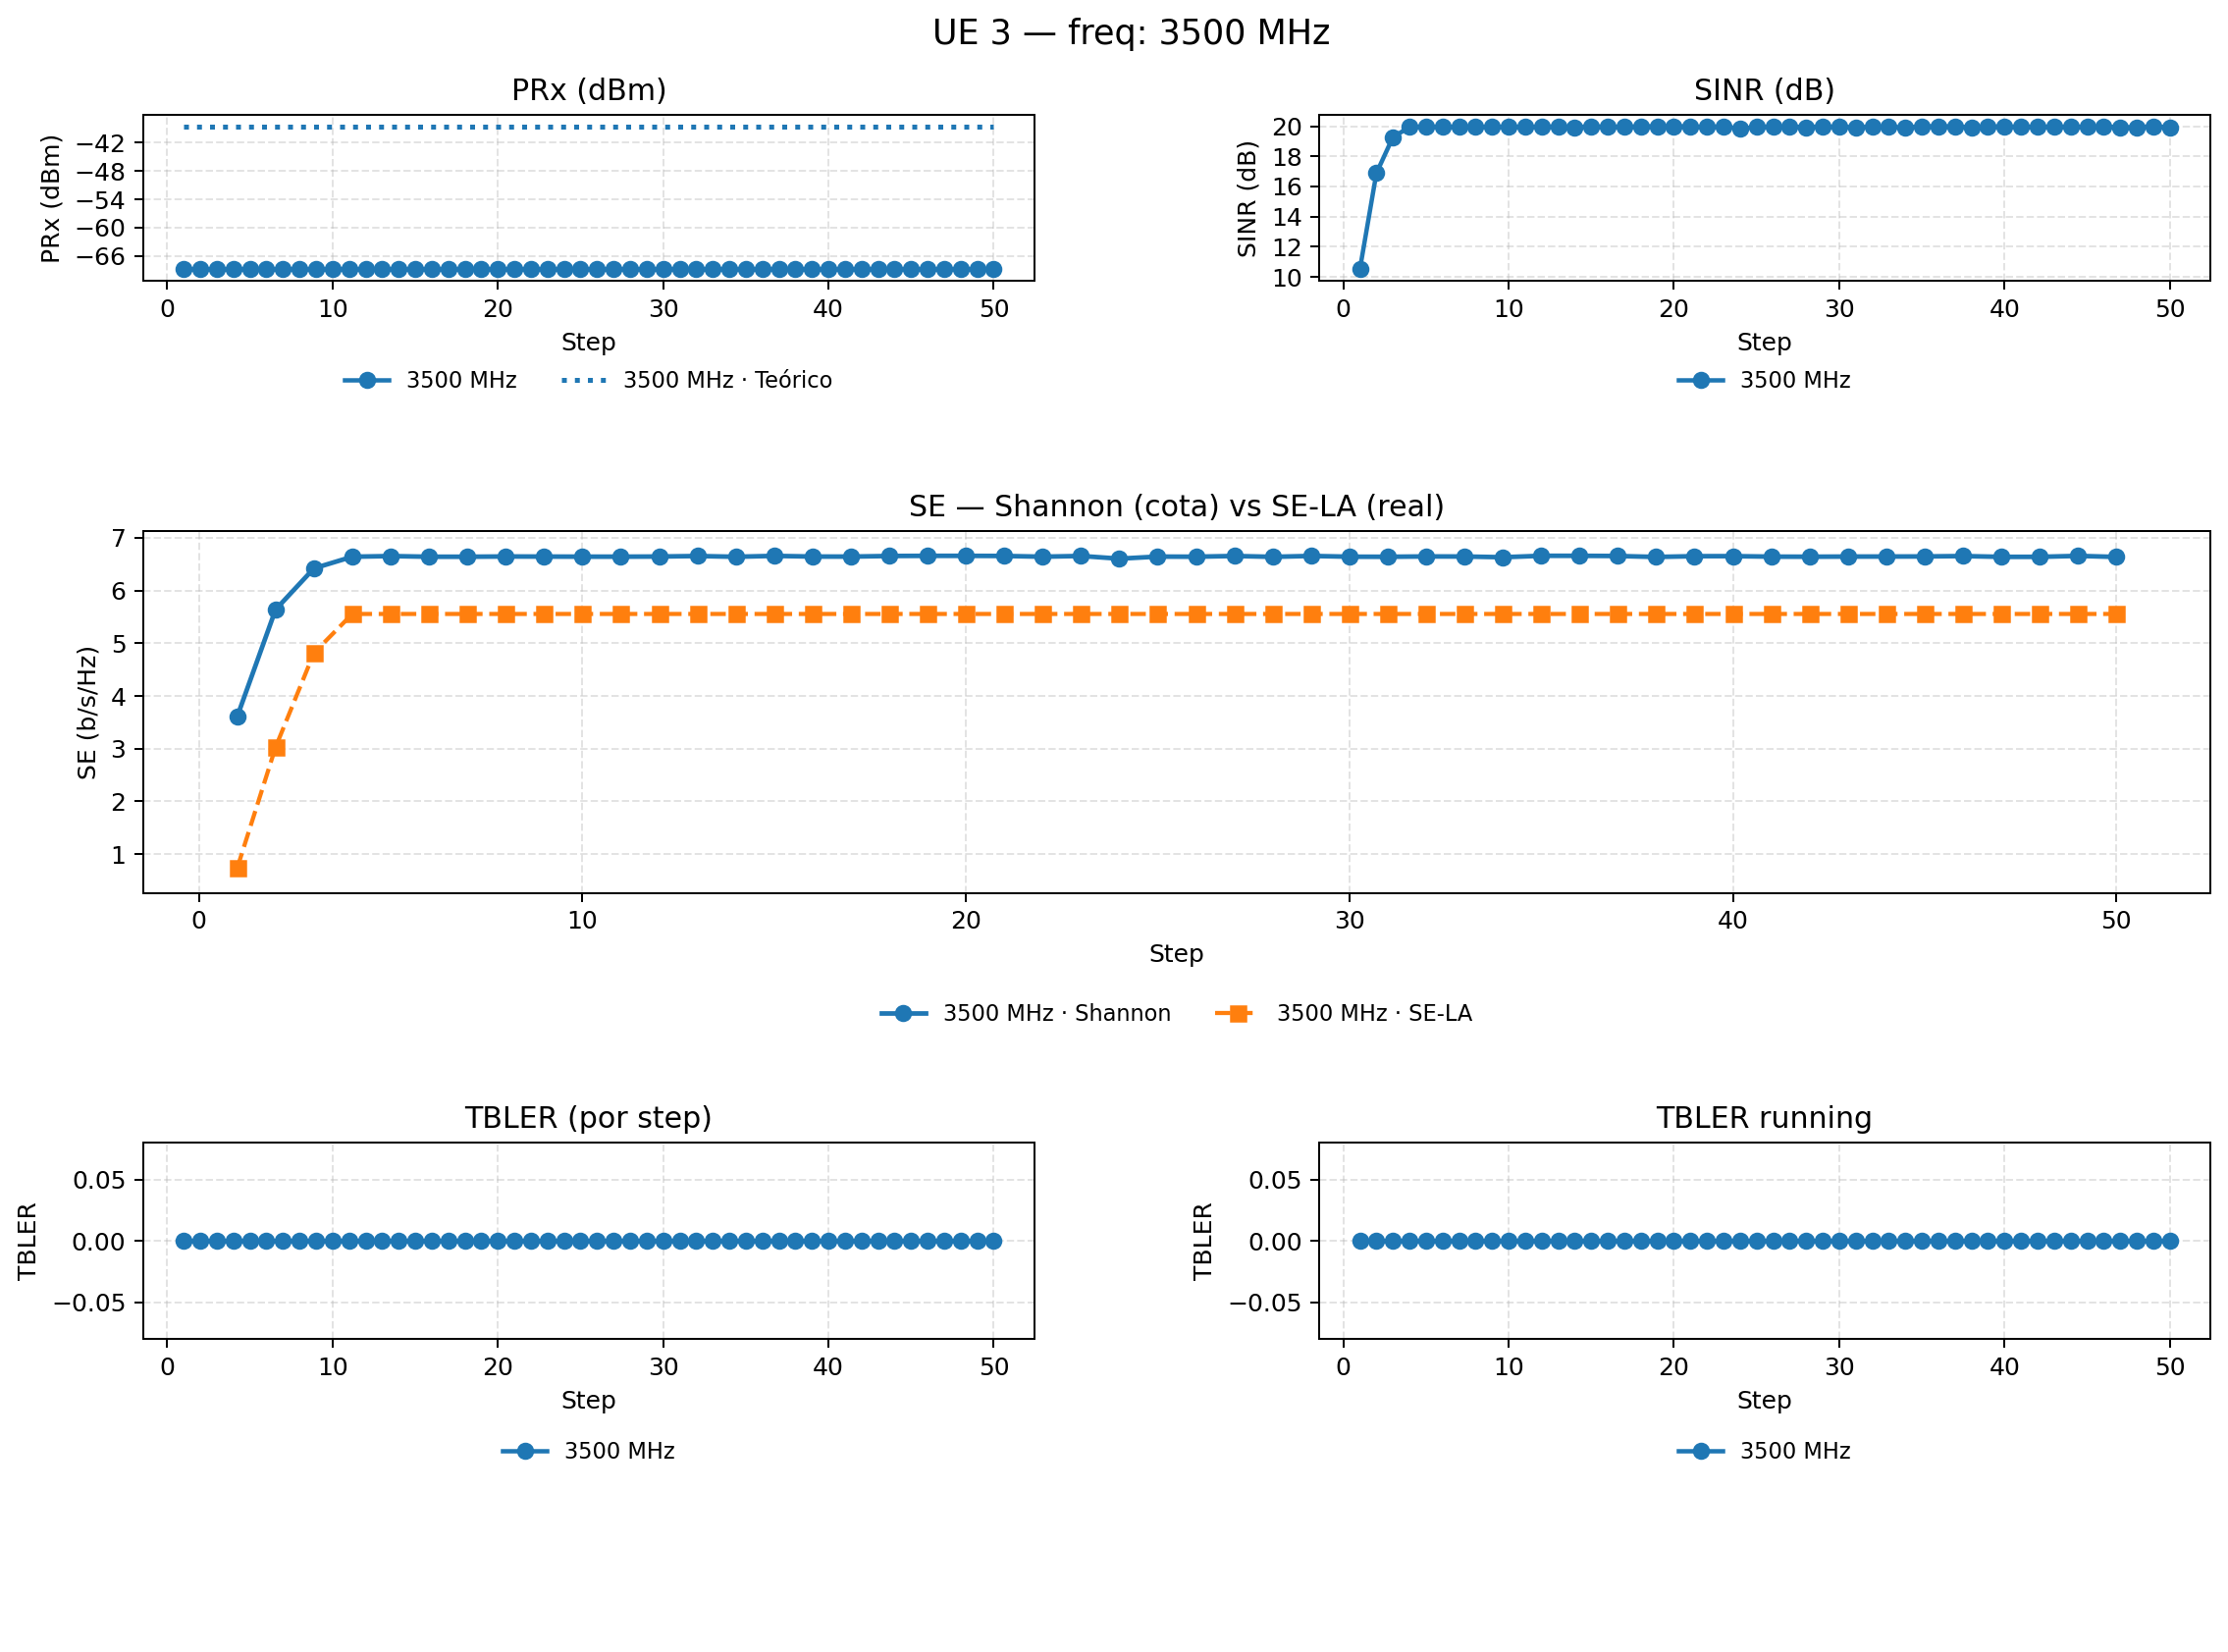 UE 3 — freq: 3500 MHz
PRx (dBm)
PRx (dBm)
−42
−48
−54
−60
−66
0 10 20 30 40 50
Step
3500 MHz 3500 MHz · Teórico
SINR (dB)
SINR (dB)
20
18
16
14
12
10
0 10 20 30 40 50
Step
3500 MHz
SE — Shannon (cota) vs SE-LA (real)
SE (b/s/Hz)
7
6
5
4
3
2
1
0 10 20 30 40 50
Step
3500 MHz · Shannon 3500 MHz · SE-LA
TBLER (por step)
TBLER
0.05
0.00
−0.05
0 10 20 30 40 50
Step
3500 MHz
TBLER running
TBLER
0.05
0.00
−0.05
0 10 20 30 40 50
Step
3500 MHz